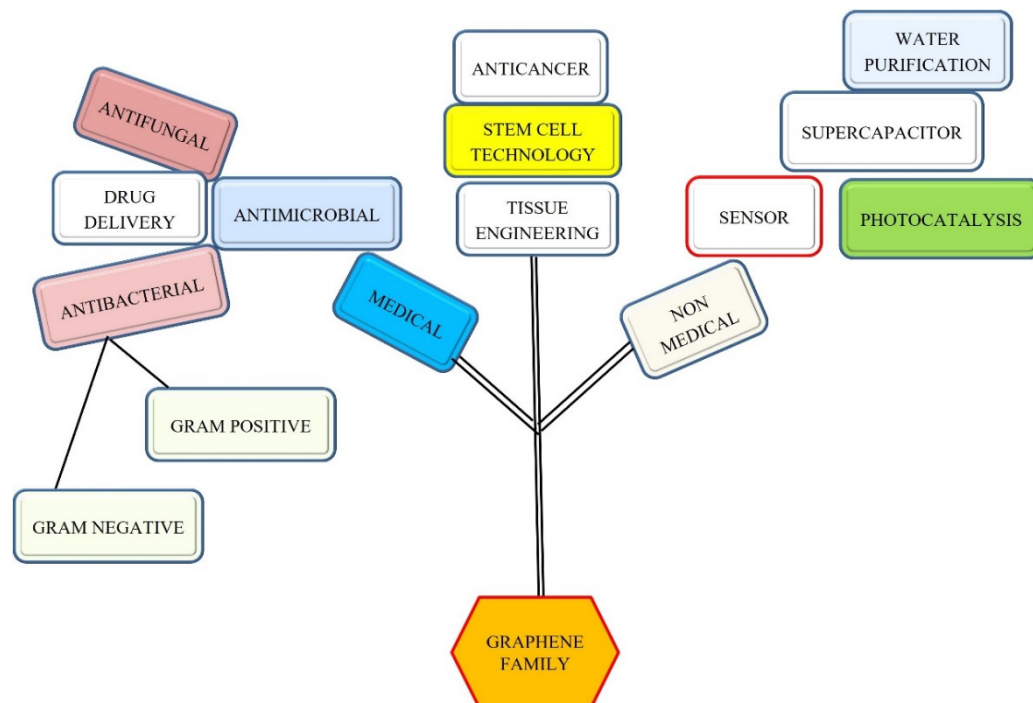 WATER
PURIFICATION
ANTICANCER
ANTIFUNGAL
STEM CELL
TECHNOLOGY
SUPERCAPACITOR
DRUG
DELIVERY
ANTIMICROBIAL
TISSUE
ENGINEERING
SENSOR
PHOTOCATALYSIS
ANTIBACTERIAL
MEDICAL
NON
MEDICAL
GRAM POSITIVE
GRAM NEGATIVE
GRAPHENE
FAMILY